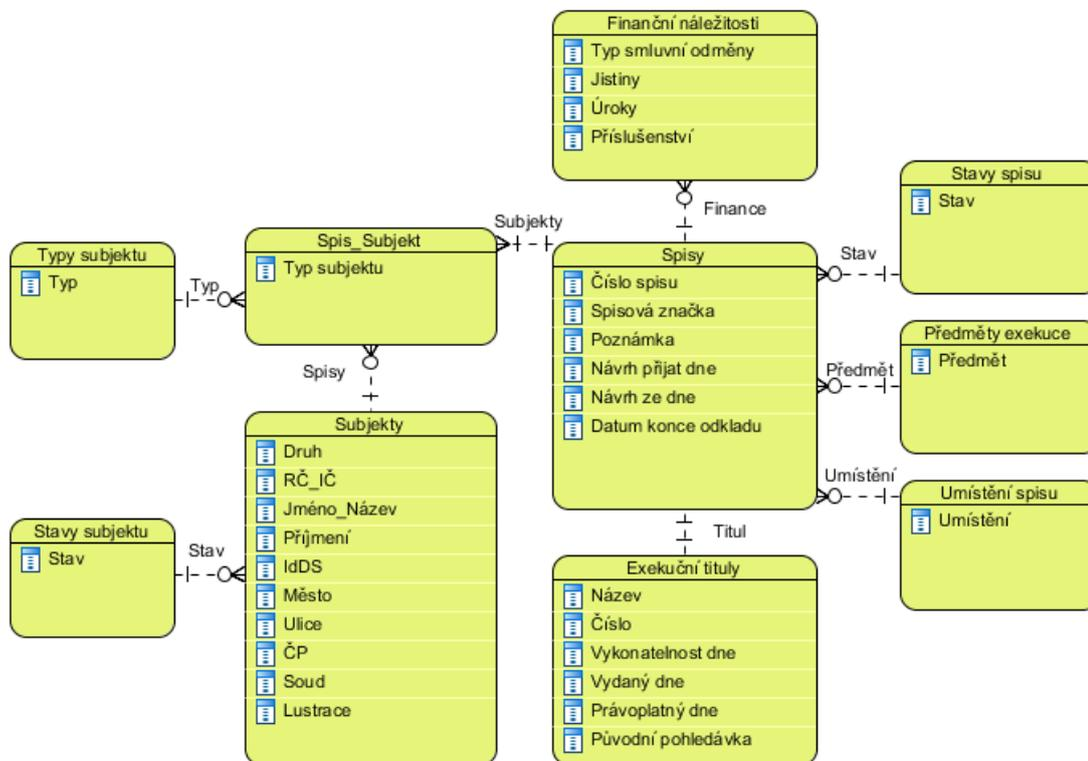 Finanční náležitosti
Typ smluvní odměny
Jistiny
Úroky
Příslušenství
Finance
Stavy spisu
Stav
Subjekty
Typy subjektu
Typ
Typ
Spis_Subjekt
Typ subjektu
Spisy
Číslo spisu
Spisová značka
Poznámka
Návrh přijat dne
Návrh ze dne
Datum konce odkladu
Stav
Předměty exekuce
Předmět
Předmět
Spisy
Subjekty
Druh
RČ_IČ
Jméno_Název
Příjmení
IdDS
Město
Ulice
ČP
Soud
Lustrace
Umístění
Umístění spisu
Umístění
Stavy subjektu
Stav
Stav
Titul
Exekuční tituly
Název
Číslo
Vykonatelnost dne
Vydaný dne
Právoplatný dne
Původní pohledávka